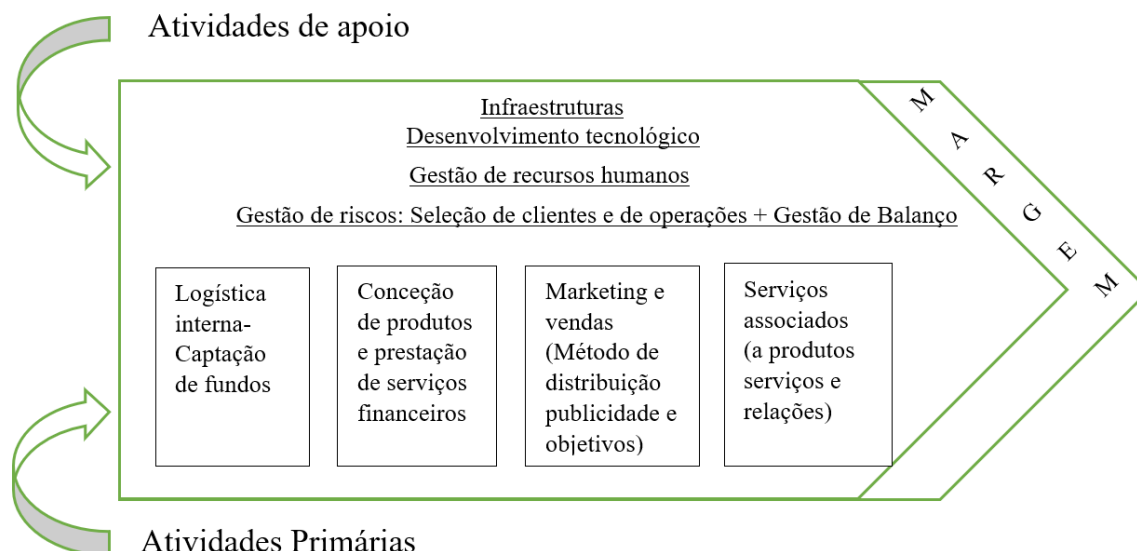 Atividades de apoio
Infraestruturas
Desenvolvimento tecnológico
Gestão de recursos humanos
Gestão de riscos: Seleção de clientes e de operações + Gestão de Balanço
MARGEM
Logística
interna-
Captação
de fundos
Conceção
de produtos
e prestação
de serviços
financeiros
Marketing e
vendas
(Método de
distribuição
publicidade e
objetivos)
Serviços
associados
(a produtos
serviços e
relações)
Atividades Primárias